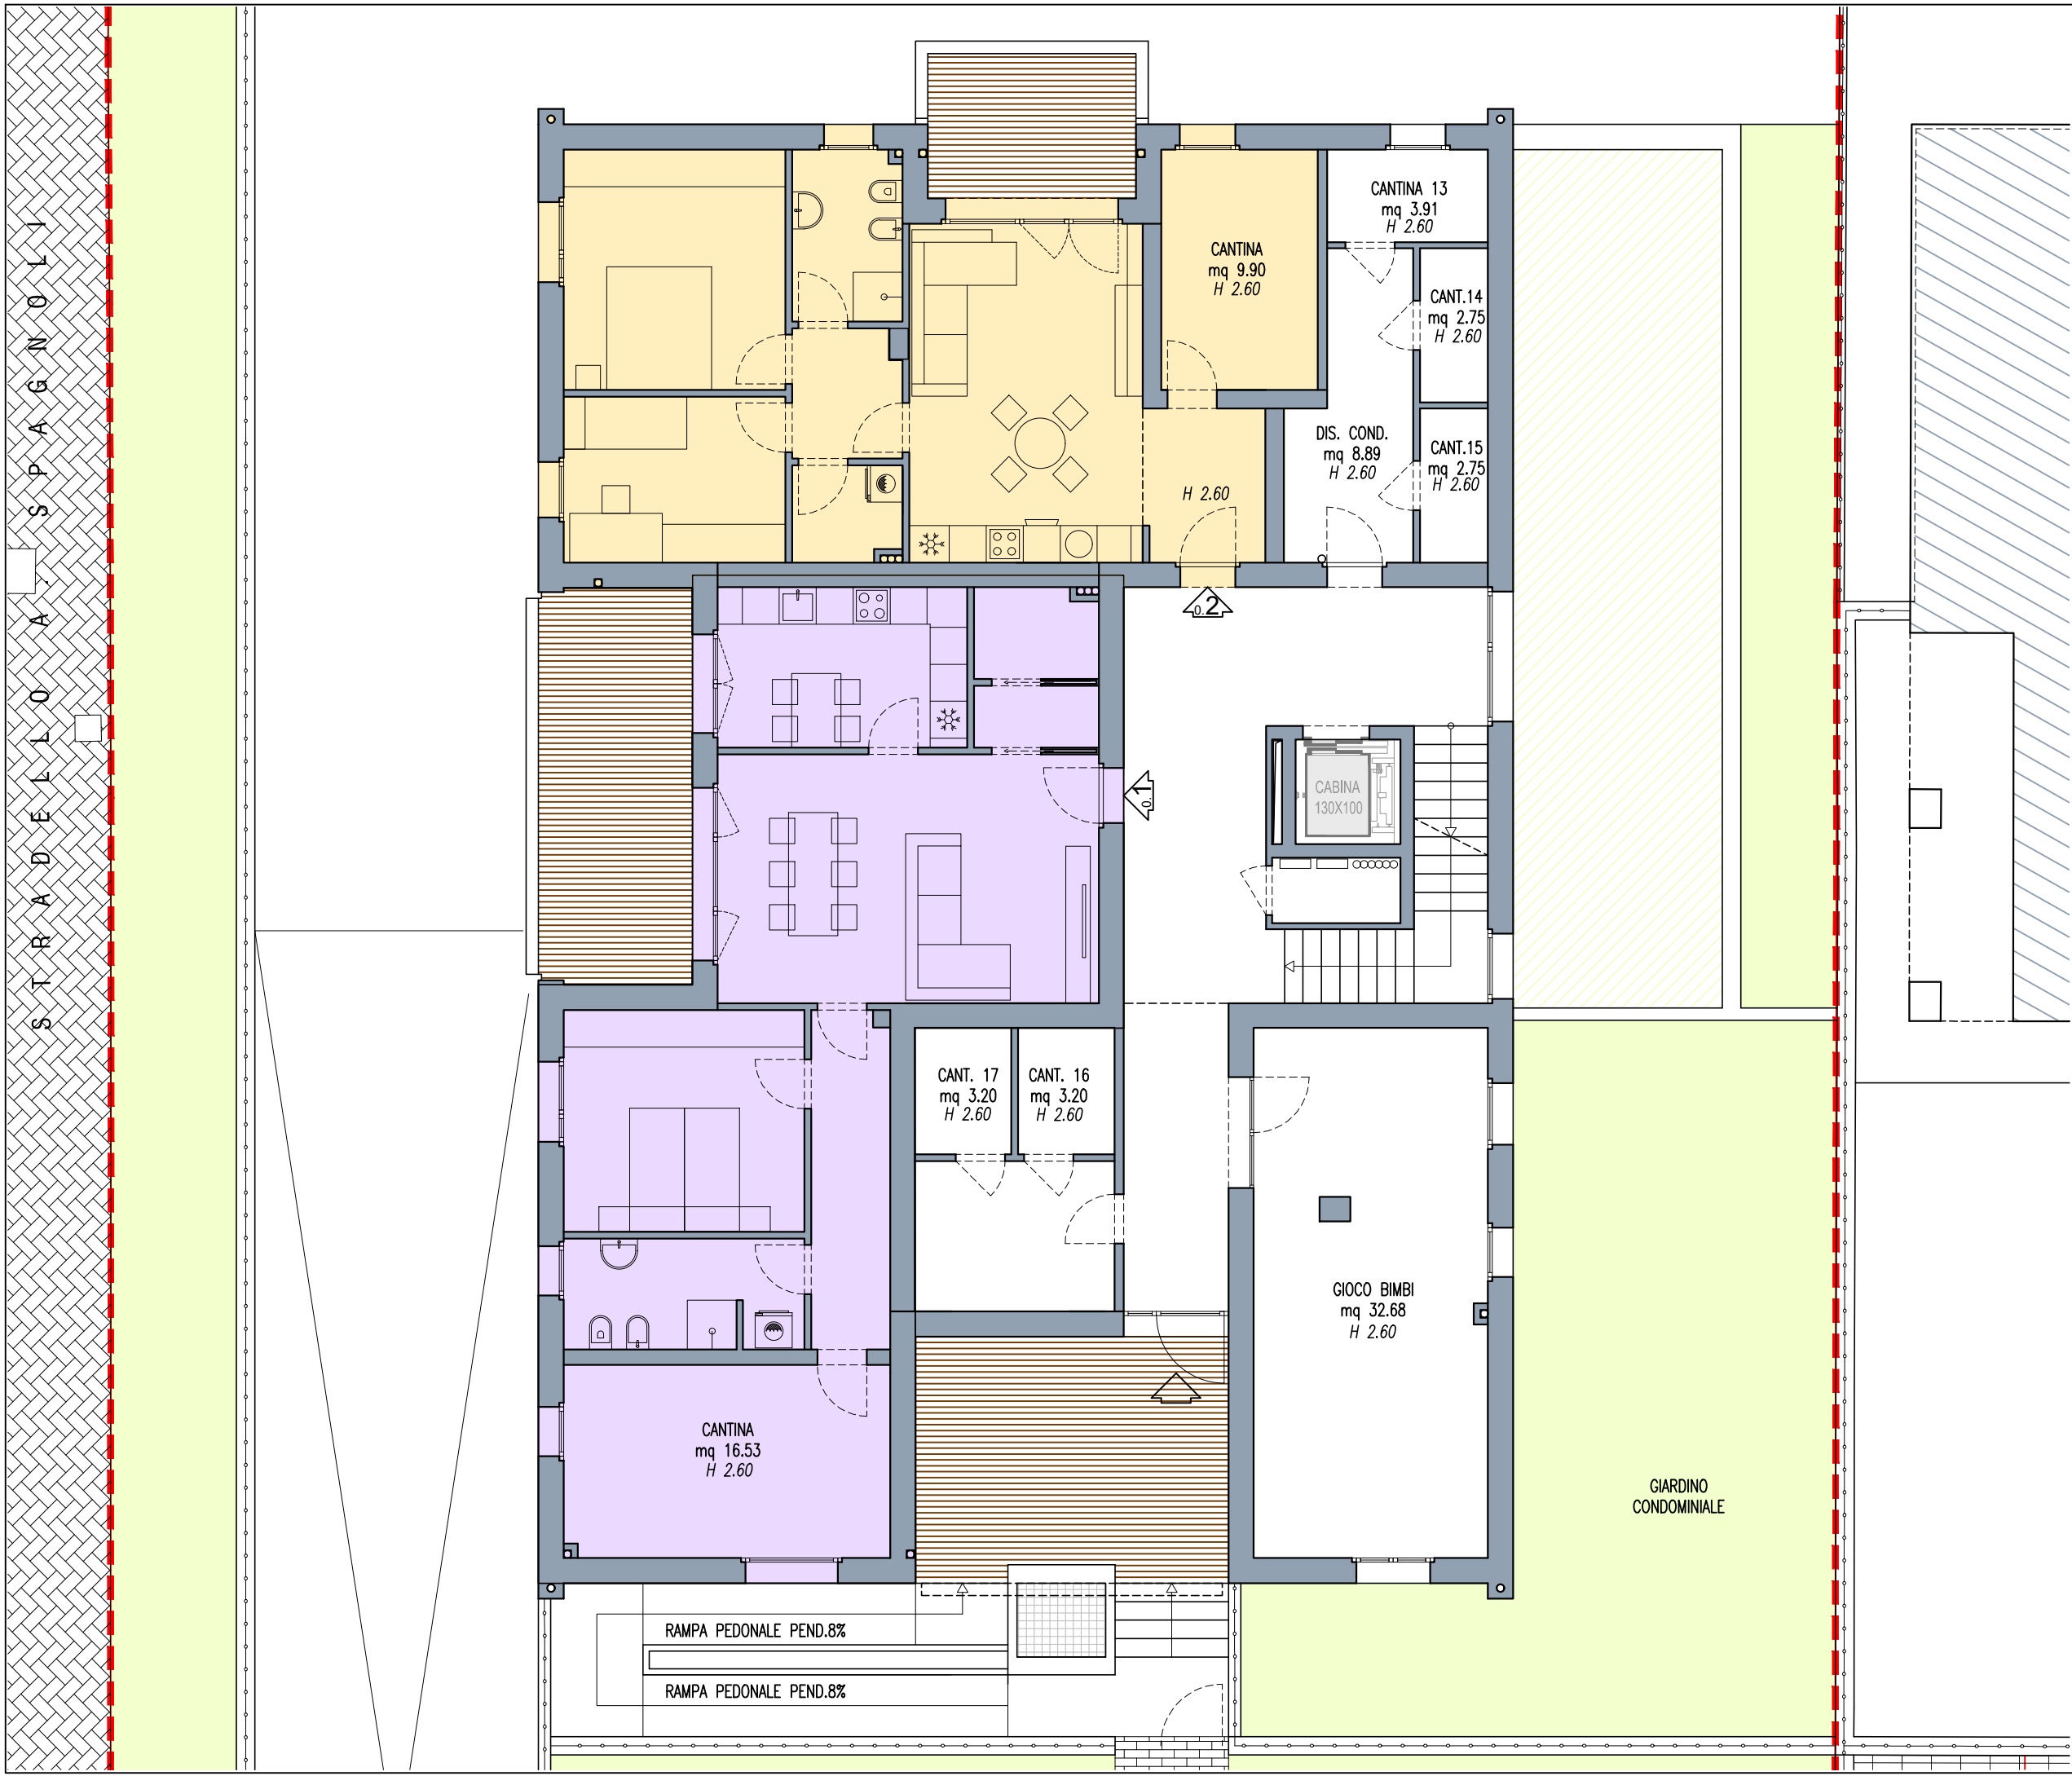 STRADELLO A. SPAGNOLI
CANTINA 13
mq 3.91
H 2.60
CANTINA
mq 9.90
H 2.60
CANT.14
mq 2.75
H 2.60
DIS. COND.
mq 8.89
H 2.60
CANT.15
mq 2.75
H 2.60
H 2.60
0.2
0.1
CABINA
130X100
CANT. 17
mq 3.20
H 2.60
CANT. 16
mq 3.20
H 2.60
GIOCO BIMBI
mq 32.68
H 2.60
CANTINA
mq 16.53
H 2.60
GIARDINO
CONDOMINIALE
RAMPA PEDONALE PEND.8%
RAMPA PEDONALE PEND.8%